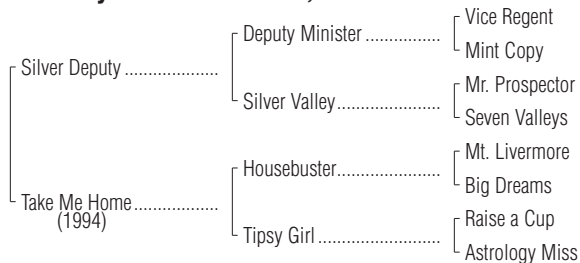 Silver Deputy ....................
Take Me Home..................
(1994)
Deputy Minister ................
Silver Valley......................
Housebuster......................
Tipsy Girl ..........................
Vice Regent
Mint Copy
Mr. Prospector
Seven Valleys
Mt. Livermore
Big Dreams
Raise a Cup
Astrology Miss